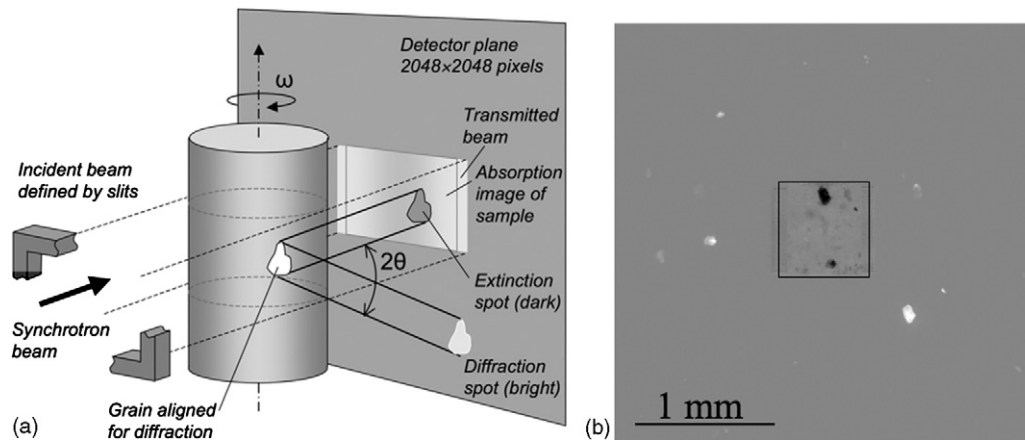 Detector plane
2048×2048 pixels
ω
Transmitted
beam
Incident beam
defined by slits
Absorption
image of
sample
2θ
Extinction
spot (dark)
Synchrotron
beam
Diffraction
spot (bright)
Grain aligned
for diffraction
(a)
1 mm
(b)